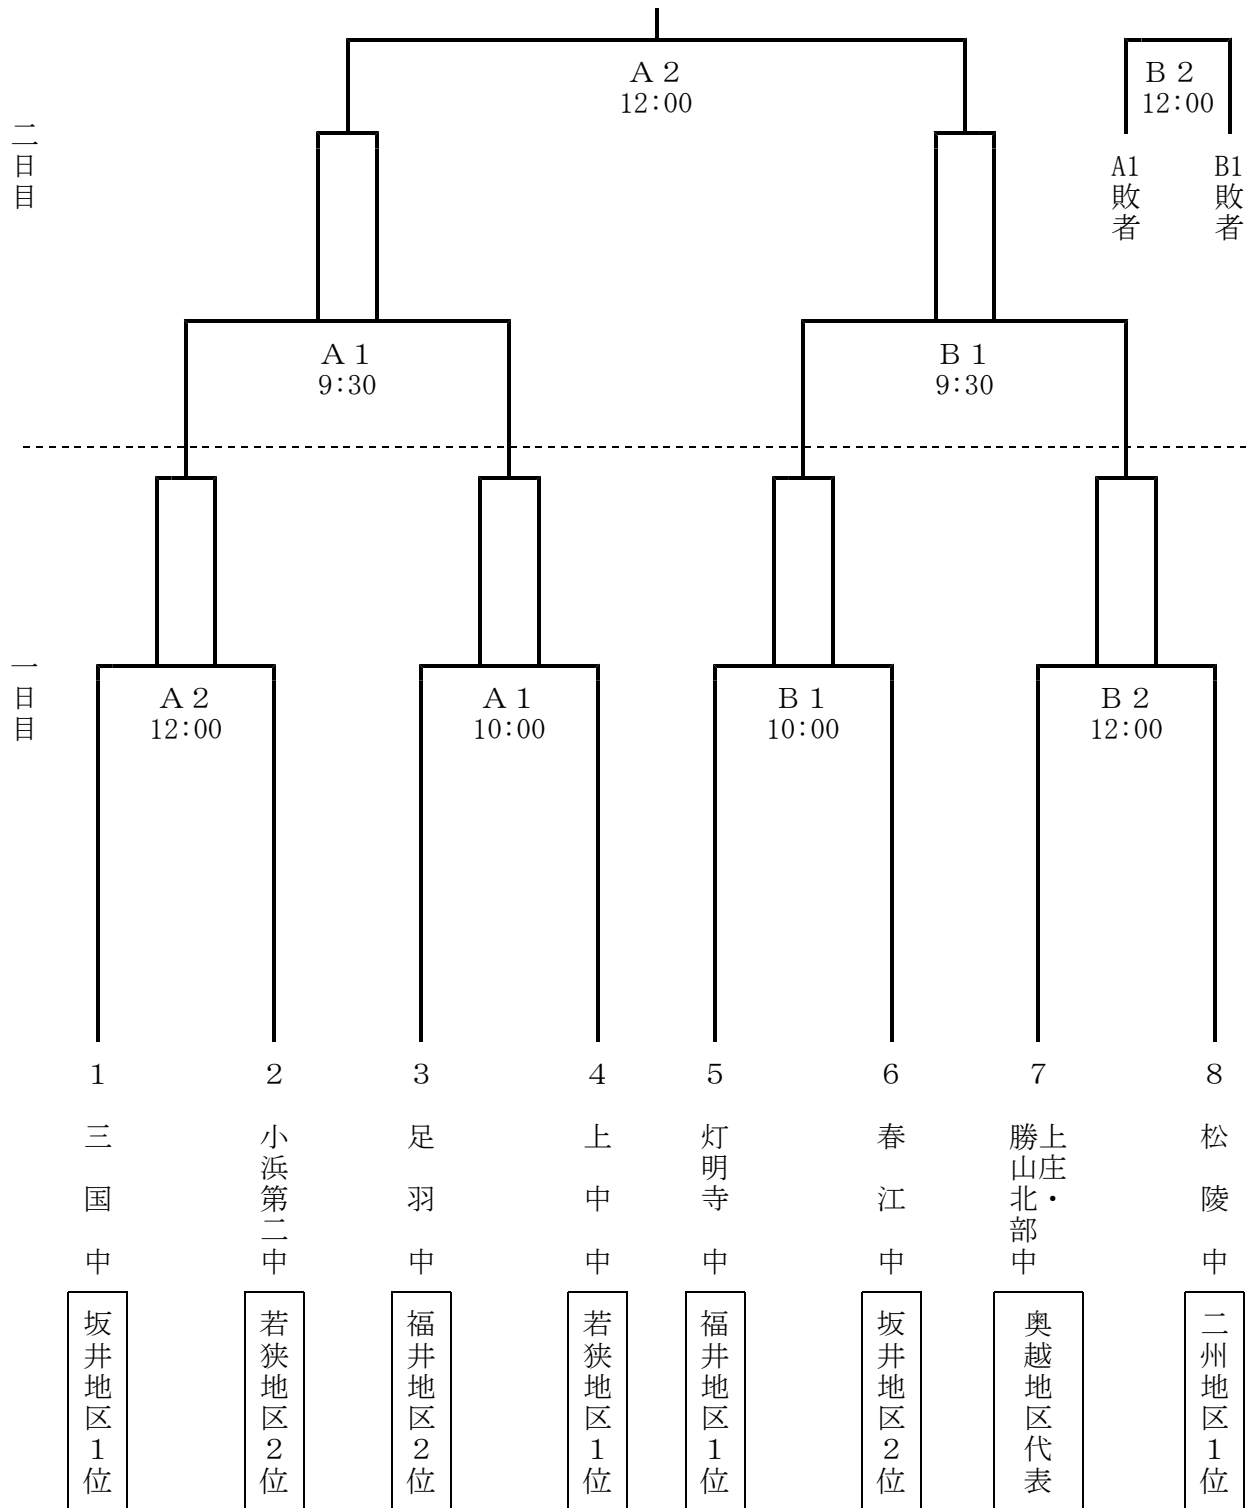 A 2
12:00
B 2
12:00
二日目
A1敗者
B1敗者
A 1
9:30
B 1
9:30
一日目
A 2
12:00
A 1
10:00
B 1
10:00
B 2
12:00
1
2
3
4
5
6
7
8
三国中
小浜第二中
足羽中
上中中
灯明寺中
春江中
上庄・
勝山北部中
松陵中
坂井地区1位
若狭地区2位
福井地区2位
若狭地区1位
福井地区1位
坂井地区2位
奥越地区代表
二州地区1位